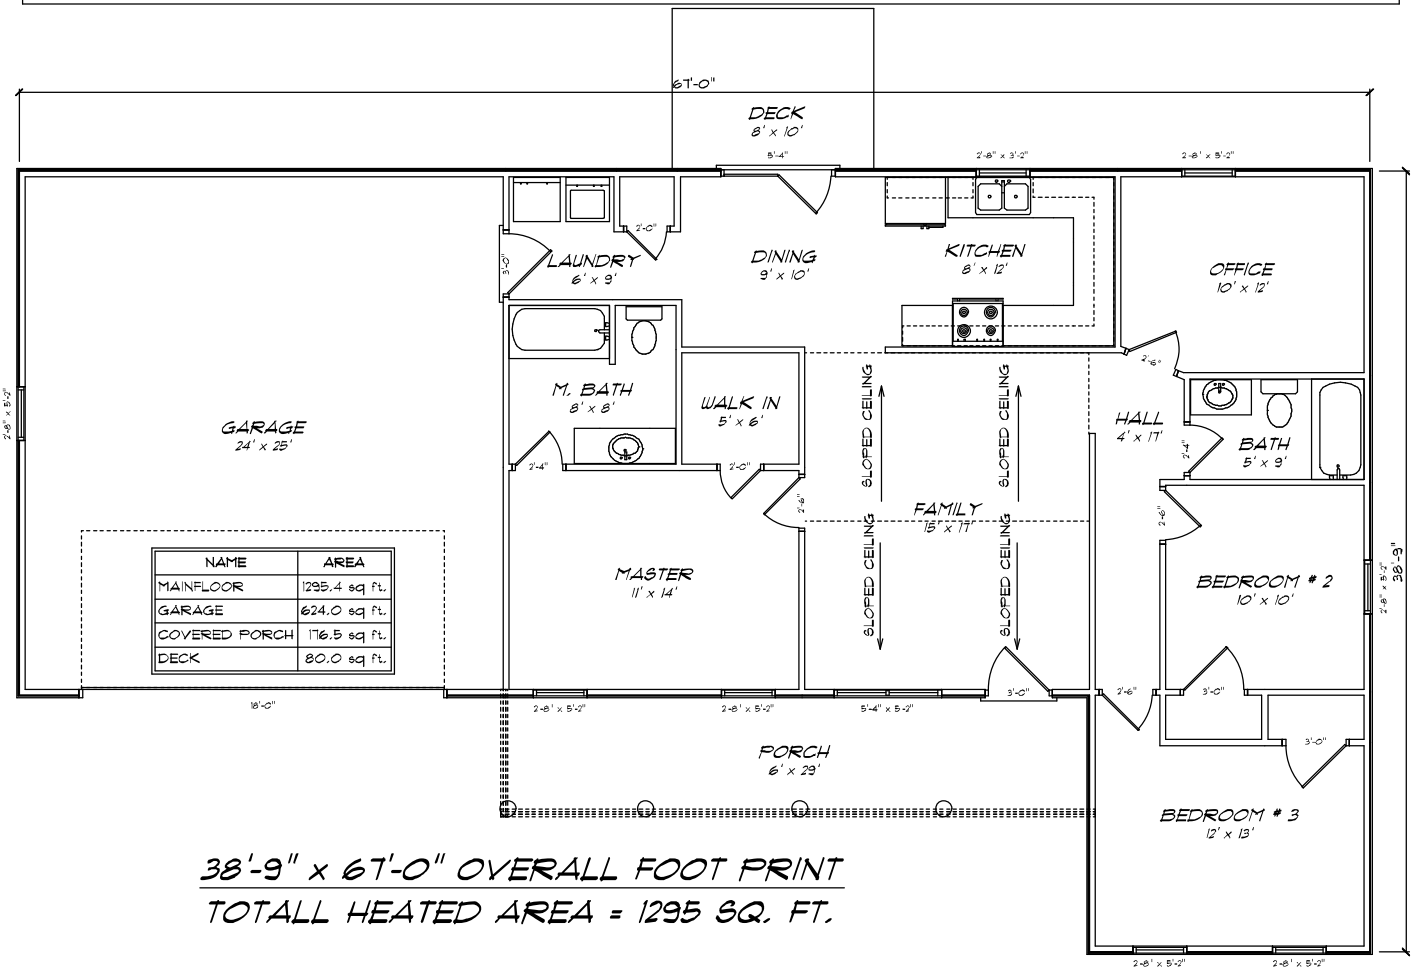 67'-0"
DECK
8' x 10'
5'-4"
2'-8" x 3'-2"
2-8' x 5'-2"
2'-0"
3'-0"
LAUNDRY
6' x 9'
DINING
9' x 10'
KITCHEN
8' x 12'
OFFICE
10' x 12'
2'-6"
2'-8" x 5'-2"
GARAGE
24' x 25'
M. BATH
8' x 8'
WALK IN
5' x 6'
SLOPED CEILING
SLOPED CEILING
HALL
4' x 17'
2'-4"
BATH
5' x 9'
2'-4"
2'-0"
2'-6"
FAMILY
15' x 17'
2'-6"
SLOPED CEILING
SLOPED CEILING
MASTER
11' x 14'
BEDROOM # 2
10' x 10'
2'-8" x 5'-2"
38'-9"
NAME AREA
MAINFLOOR 1295.4 sq ft.
GARAGE 624.0 sq ft.
COVERED PORCH 176.5 sq ft.
DECK 80.0 sq ft.
18'-0"
2-8' x 5'-2"
2-8' x 5'-2"
5'-4" x 5'-2"
3'-0"
2'-6"
3'-0"
3'-0"
PORCH
6' x 29'
BEDROOM # 3
12' x 13'
38'-9" x 67'-0" OVERALL FOOT PRINT
TOTALL HEATED AREA = 1295 SQ. FT.
2-8' x 5'-2"
2-8' x 5'-2"